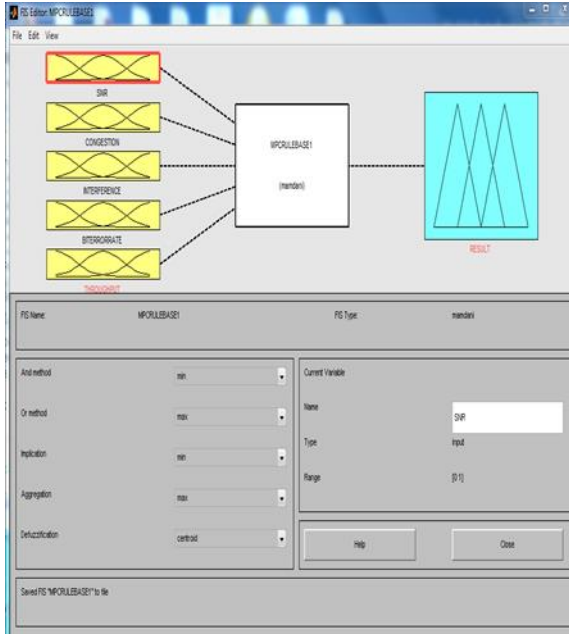 FIS Editor: MPCRULEBASE1
File Edit View
SNR
CONGESTION
INTERFERENCE
BITERRORRATE
THROUGHPUT
MPCRULEBASE1
(mamdani)
RESULT
FIS Name: MPCRULEBASE1 FIS Type: mamdani
And method min
Or method max
Implication min
Aggregation max
Defuzzification centroid
Current Variable
Name SNR
Type input
Range [0 1]
Help Close
Saved FIS "MPCRULEBASE1" to file